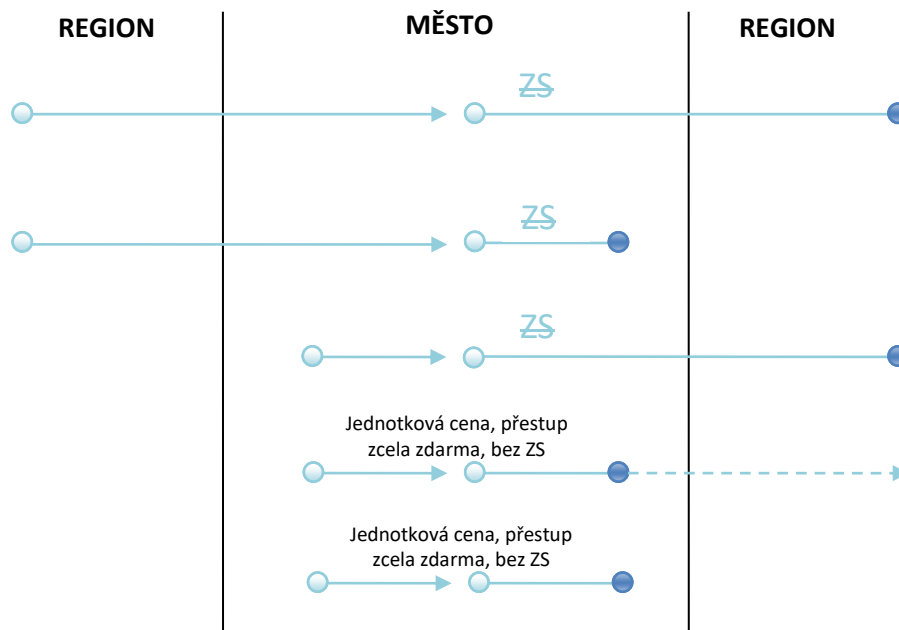 REGION
MĚSTO
REGION
ZS
ZS
ZS
Jednotková cena, přestup
zcela zdarma, bez ZS
Jednotková cena, přestup
zcela zdarma, bez ZS